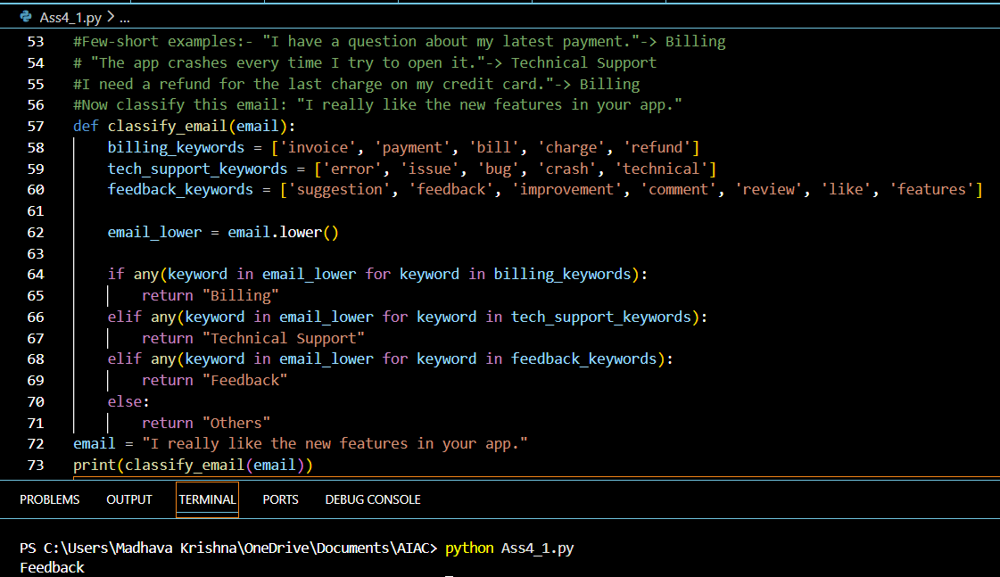 Ass4_1.py > ...
53 #Few-short examples:- "I have a question about my latest payment."-> Billing
54 # "The app crashes every time I try to open it."-> Technical Support
55 #I need a refund for the last charge on my credit card."-> Billing
56 #Now classify this email: "I really like the new features in your app."
57 def classify_email(email):
58     billing_keywords = ['invoice', 'payment', 'bill', 'charge', 'refund']
59     tech_support_keywords = ['error', 'issue', 'bug', 'crash', 'technical']
60     feedback_keywords = ['suggestion', 'feedback', 'improvement', 'comment', 'review', 'like', 'features']
61
62     email_lower = email.lower()
63
64     if any(keyword in email_lower for keyword in billing_keywords):
65         return "Billing"
66     elif any(keyword in email_lower for keyword in tech_support_keywords):
67         return "Technical Support"
68     elif any(keyword in email_lower for keyword in feedback_keywords):
69         return "Feedback"
70     else:
71         return "Others"
72 email = "I really like the new features in your app."
73 print(classify_email(email))
PROBLEMS OUTPUT TERMINAL PORTS DEBUG CONSOLE
PS C:\Users\Madhava Krishna\OneDrive\Documents\AIAC> python Ass4_1.py
Feedback